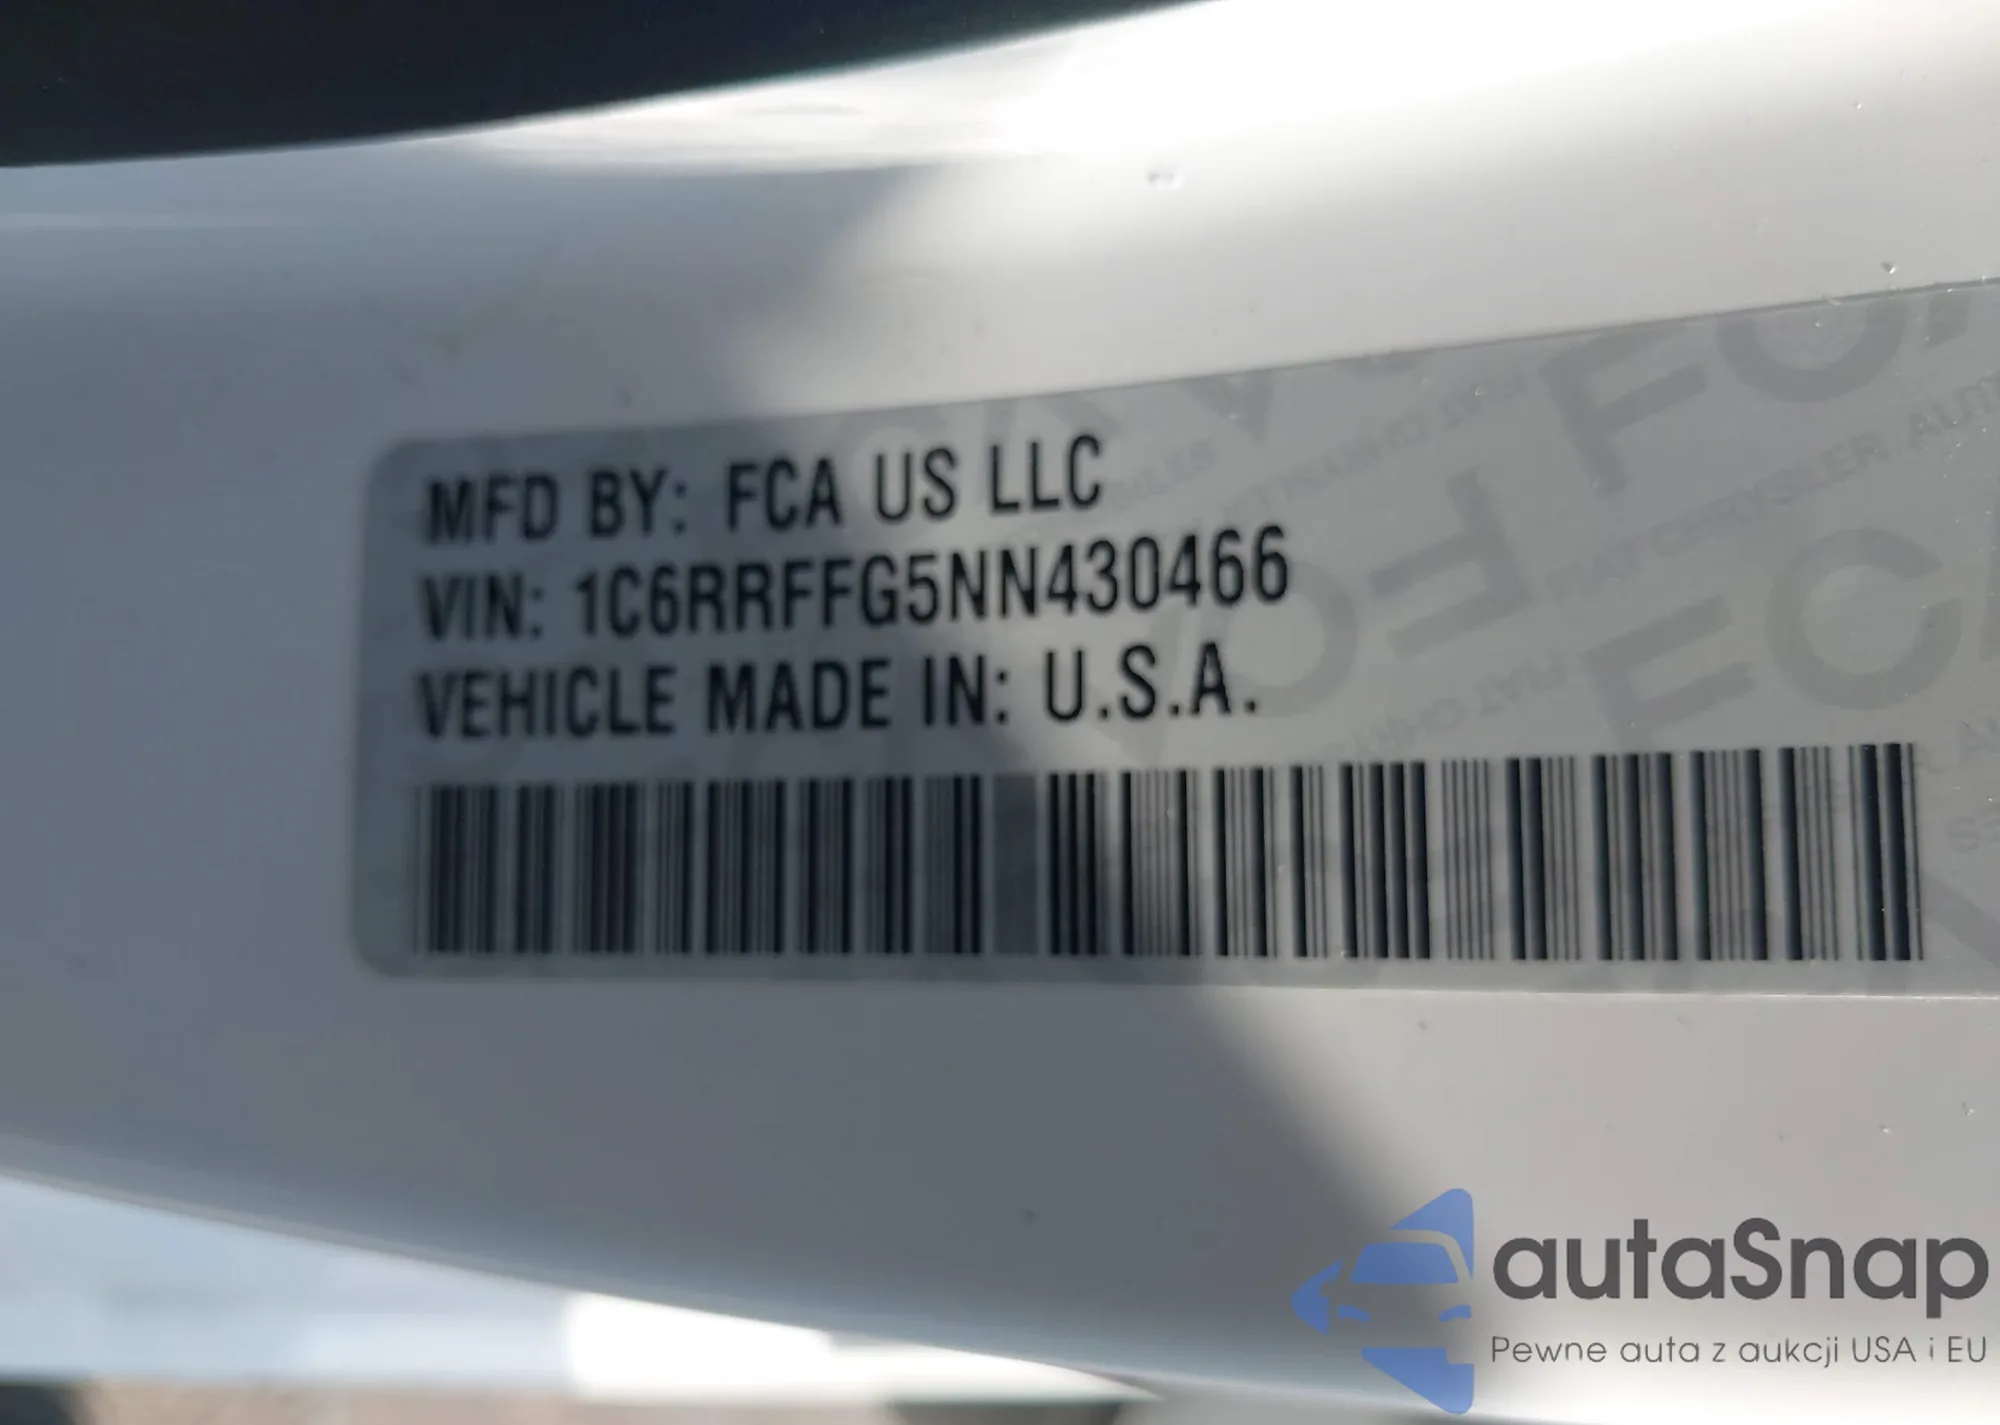 MFD BY: FCA US LLC
VIN: 1C6RRFFG5NN430466
VEHICLE MADE IN: U.S.A.
autaSnap
Pewne auta z aukcji USA i EU